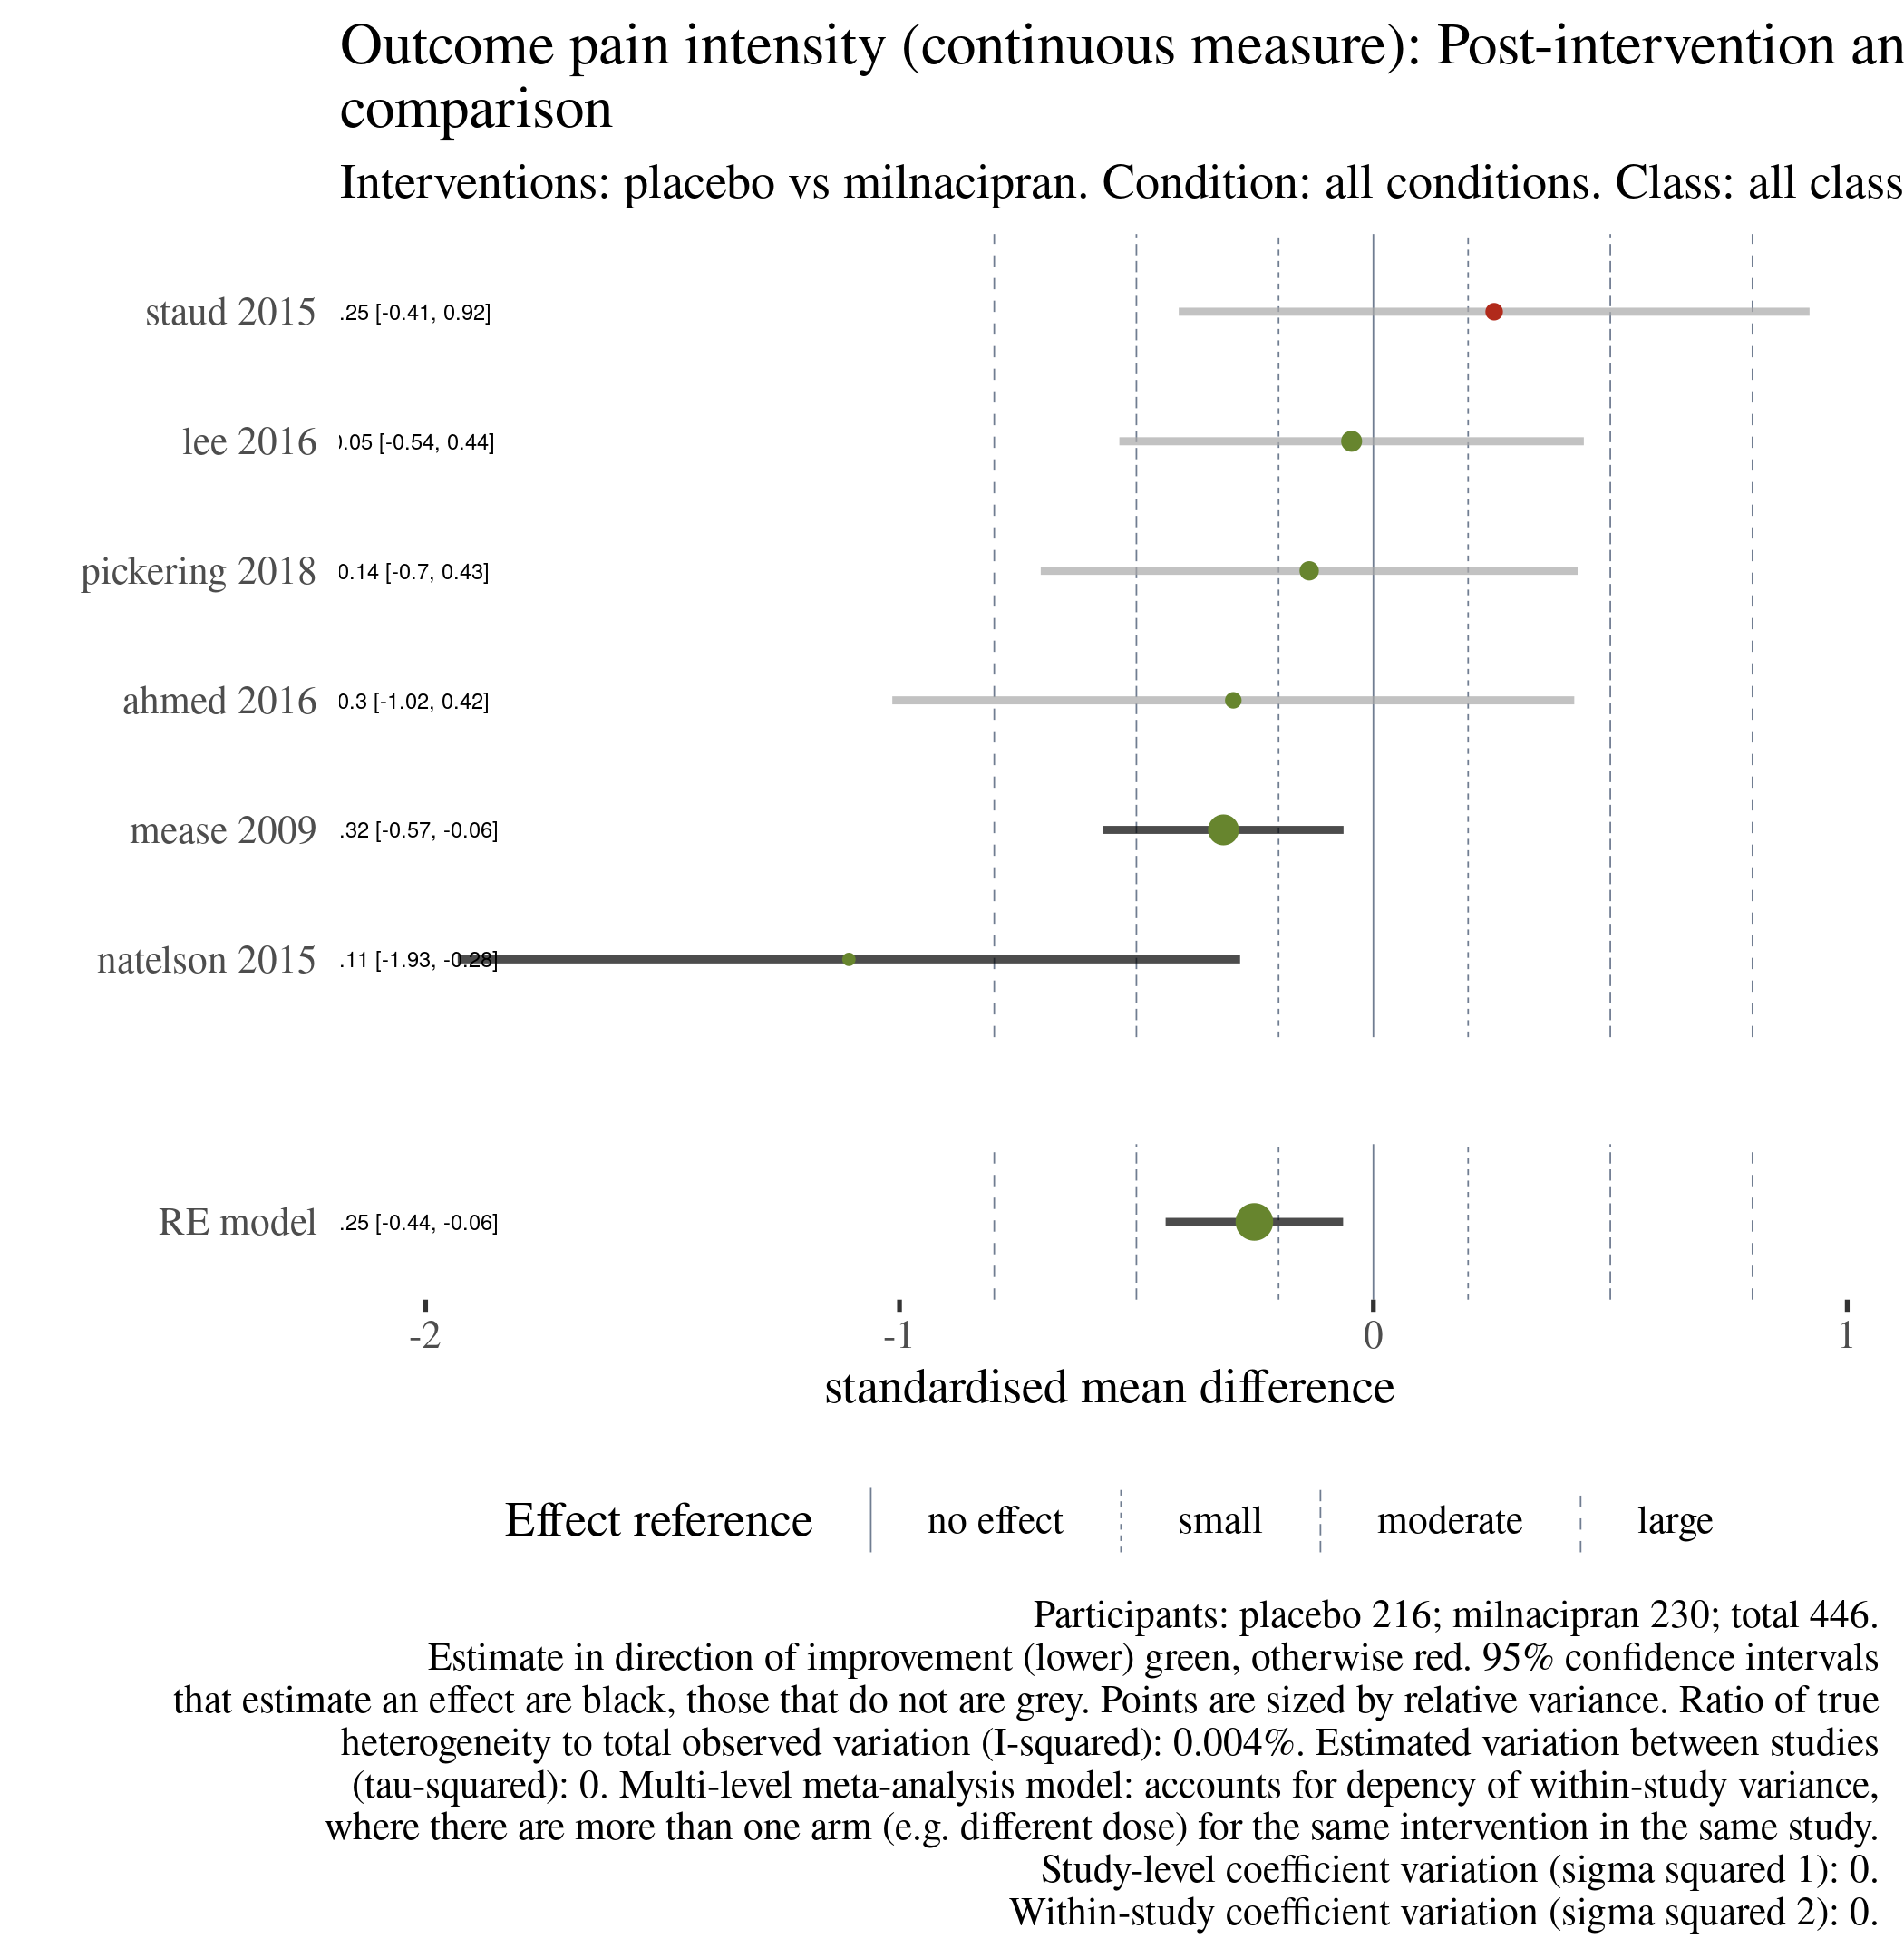 Outcome pain intensity (continuous measure): Post-intervention an
comparison
Interventions: placebo vs milnacipran. Condition: all conditions. Class: all class
staud 2015 .25 [-0.41, 0.92]
lee 2016 .05 [-0.54, 0.44]
pickering 2018 0.14 [-0.7, 0.43]
ahmed 2016 0.3 [-1.02, 0.42]
mease 2009 .32 [-0.57, -0.06]
natelson 2015 .11 [-1.93, -0.28]
RE model .25 [-0.44, -0.06]
-2 -1 0 1
standardised mean difference
Effect reference no effect small moderate large
Participants: placebo 216; milnacipran 230; total 446.
Estimate in direction of improvement (lower) green, otherwise red. 95% confidence intervals
that estimate an effect are black, those that do not are grey. Points are sized by relative variance. Ratio of true
heterogeneity to total observed variation (I-squared): 0.004%. Estimated variation between studies
(tau-squared): 0. Multi-level meta-analysis model: accounts for depency of within-study variance,
where there are more than one arm (e.g. different dose) for the same intervention in the same study.
Study-level coefficient variation (sigma squared 1): 0.
Within-study coefficient variation (sigma squared 2): 0.